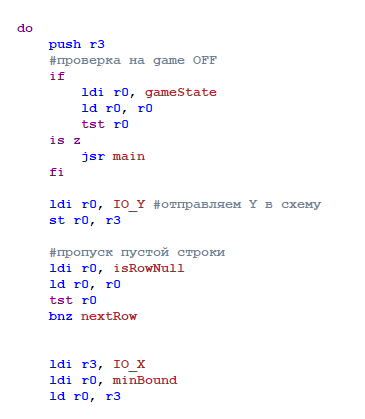 do
push r3
#проверка на game OFF
if
ldi r0, gameState
ld r0, r0
tst r0
is z
jsr main
fi
ldi r0, IO_Y #отправляем Y в схему
st r0, r3
#пропуск пустой строки
ldi r0, isRowNull
ld r0, r0
tst r0
bnz nextRow
ldi r3, IO_X
ldi r0, minBound
ld r0, r3